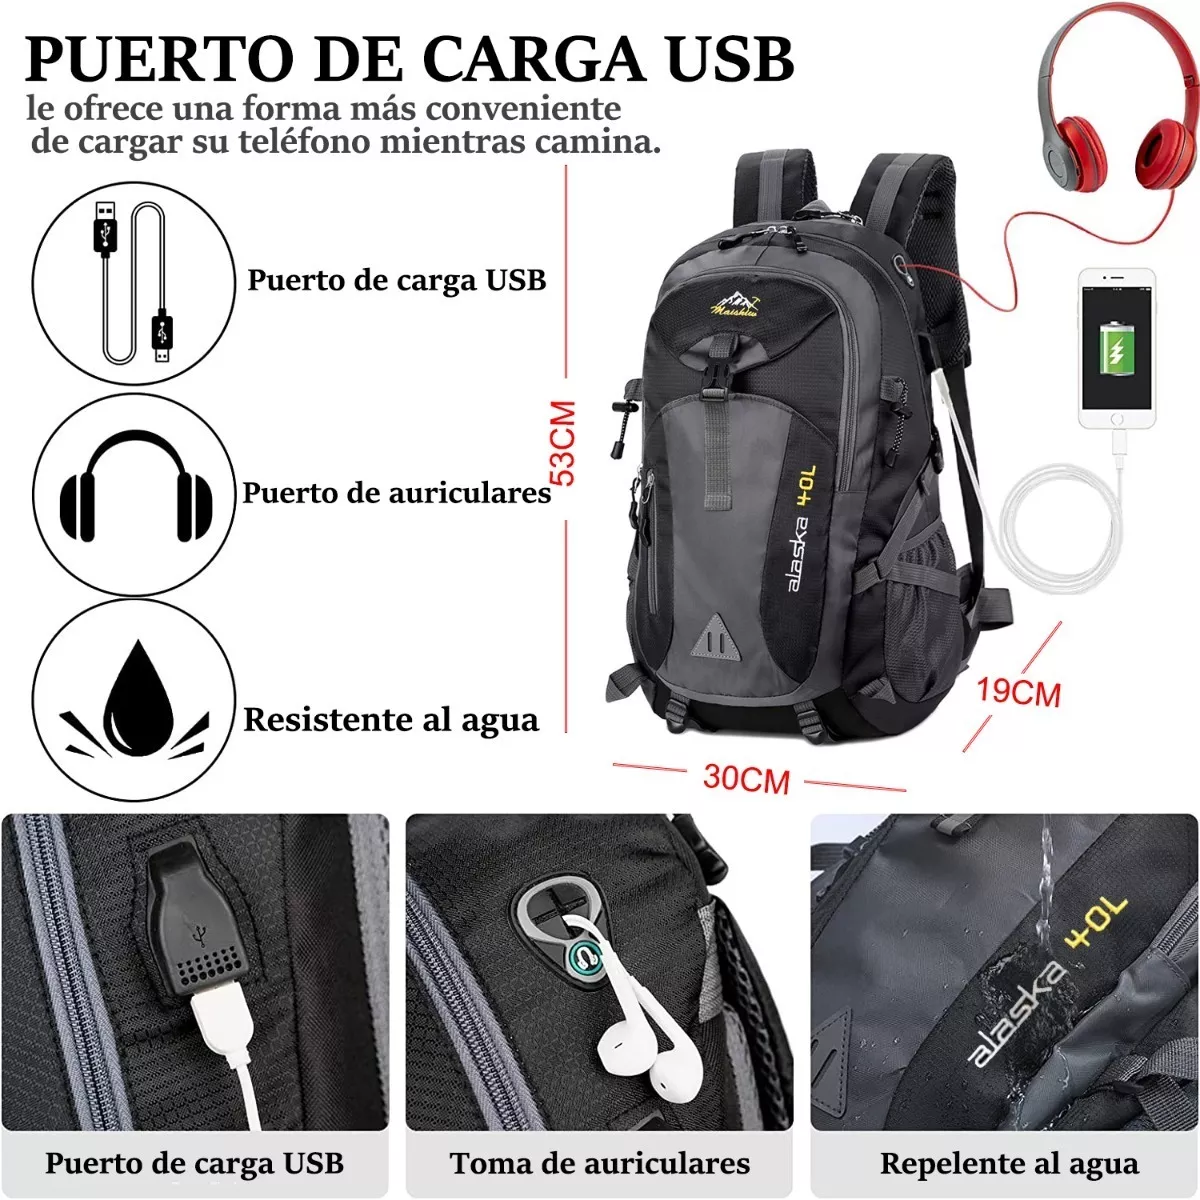 PUERTO DE CARGA USB
le ofrece una forma más conveniente
de cargar su teléfono mientras camina.
Puerto de carga USB
Puerto de auriculares
Resistente al agua
53CM
Maishiw
alaska 40L
19CM
30CM
alaska 40L
Puerto de carga USB
Toma de auriculares
Repelente al agua